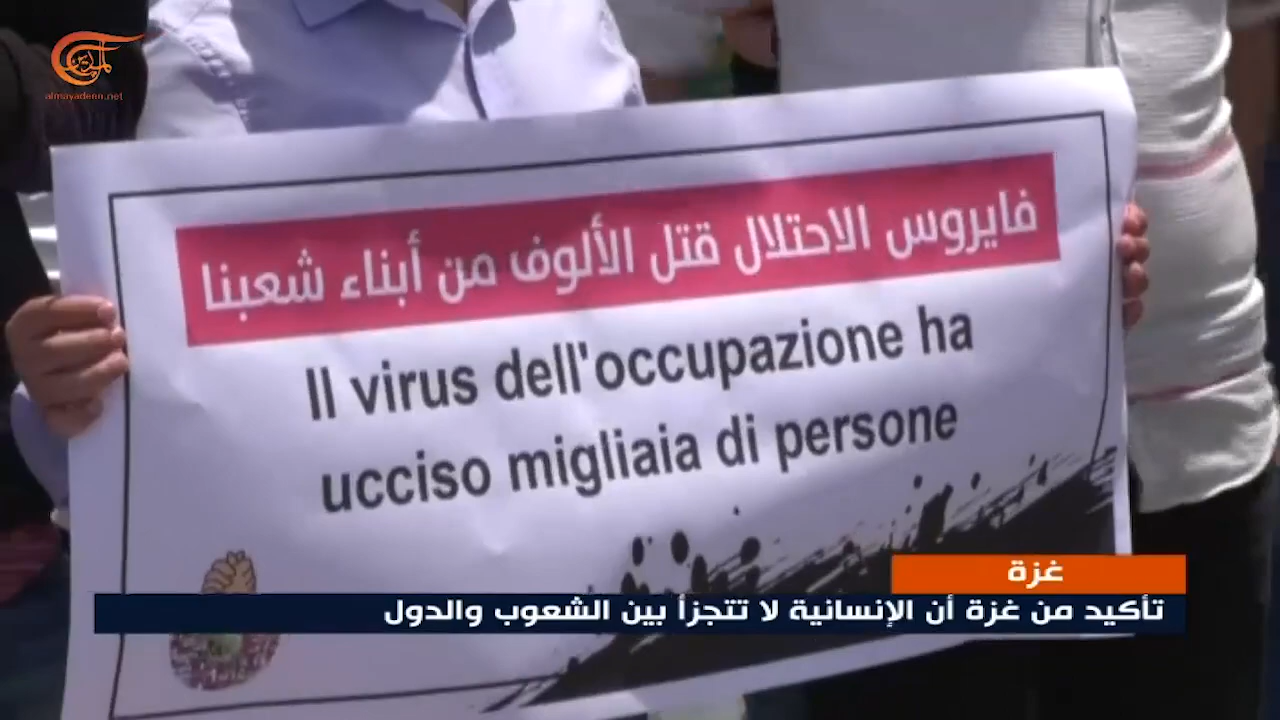 الميادين
almayadeen.net
فايروس الاحتلال قتل الألوف من أبناء شعبنا
Il virus dell'occupazione ha
ucciso migliaia di persone
غزة
تأكيد من غزة أن الإنسانية لا تتجزأ بين الشعوب والدول